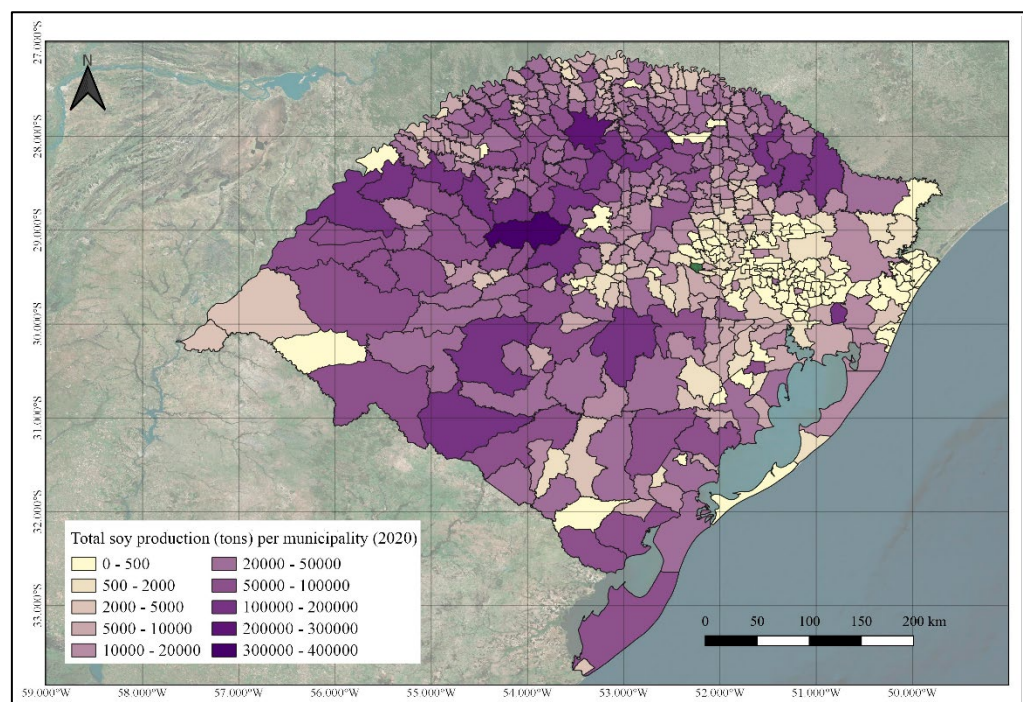 N
27.000°S
28.000°S
29.000°S
30.000°S
31.000°S
32.000°S
33.000°S
Total soy production (tons) per municipality (2020)
0 - 500
500 - 2000
2000 - 5000
5000 - 10000
10000 - 20000
20000 - 50000
50000 - 100000
100000 - 200000
200000 - 300000
300000 - 400000
0 50 100 150 200 km
59.000°W 58.000°W 57.000°W 56.000°W 55.000°W 54.000°W 53.000°W 52.000°W 51.000°W 50.000°W